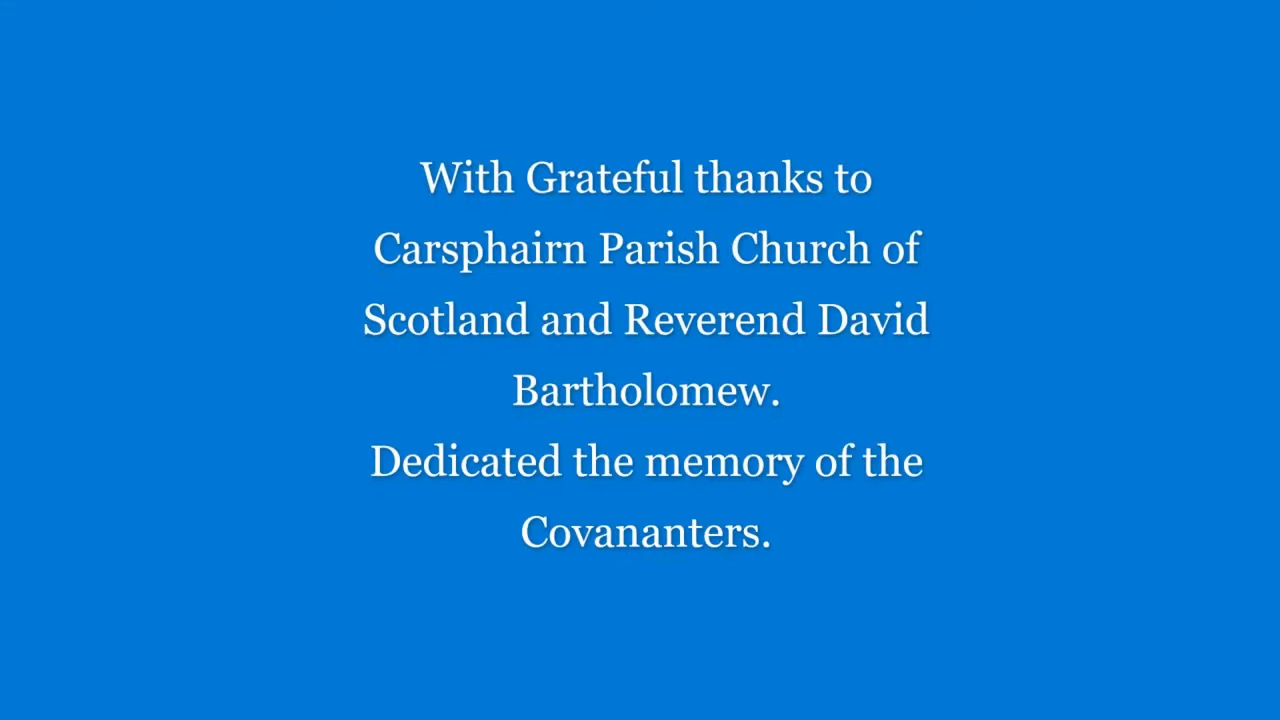 With Grateful thanks to
Carsphairn Parish Church of
Scotland and Reverend David
Bartholomew.
Dedicated the memory of the
Covananters.